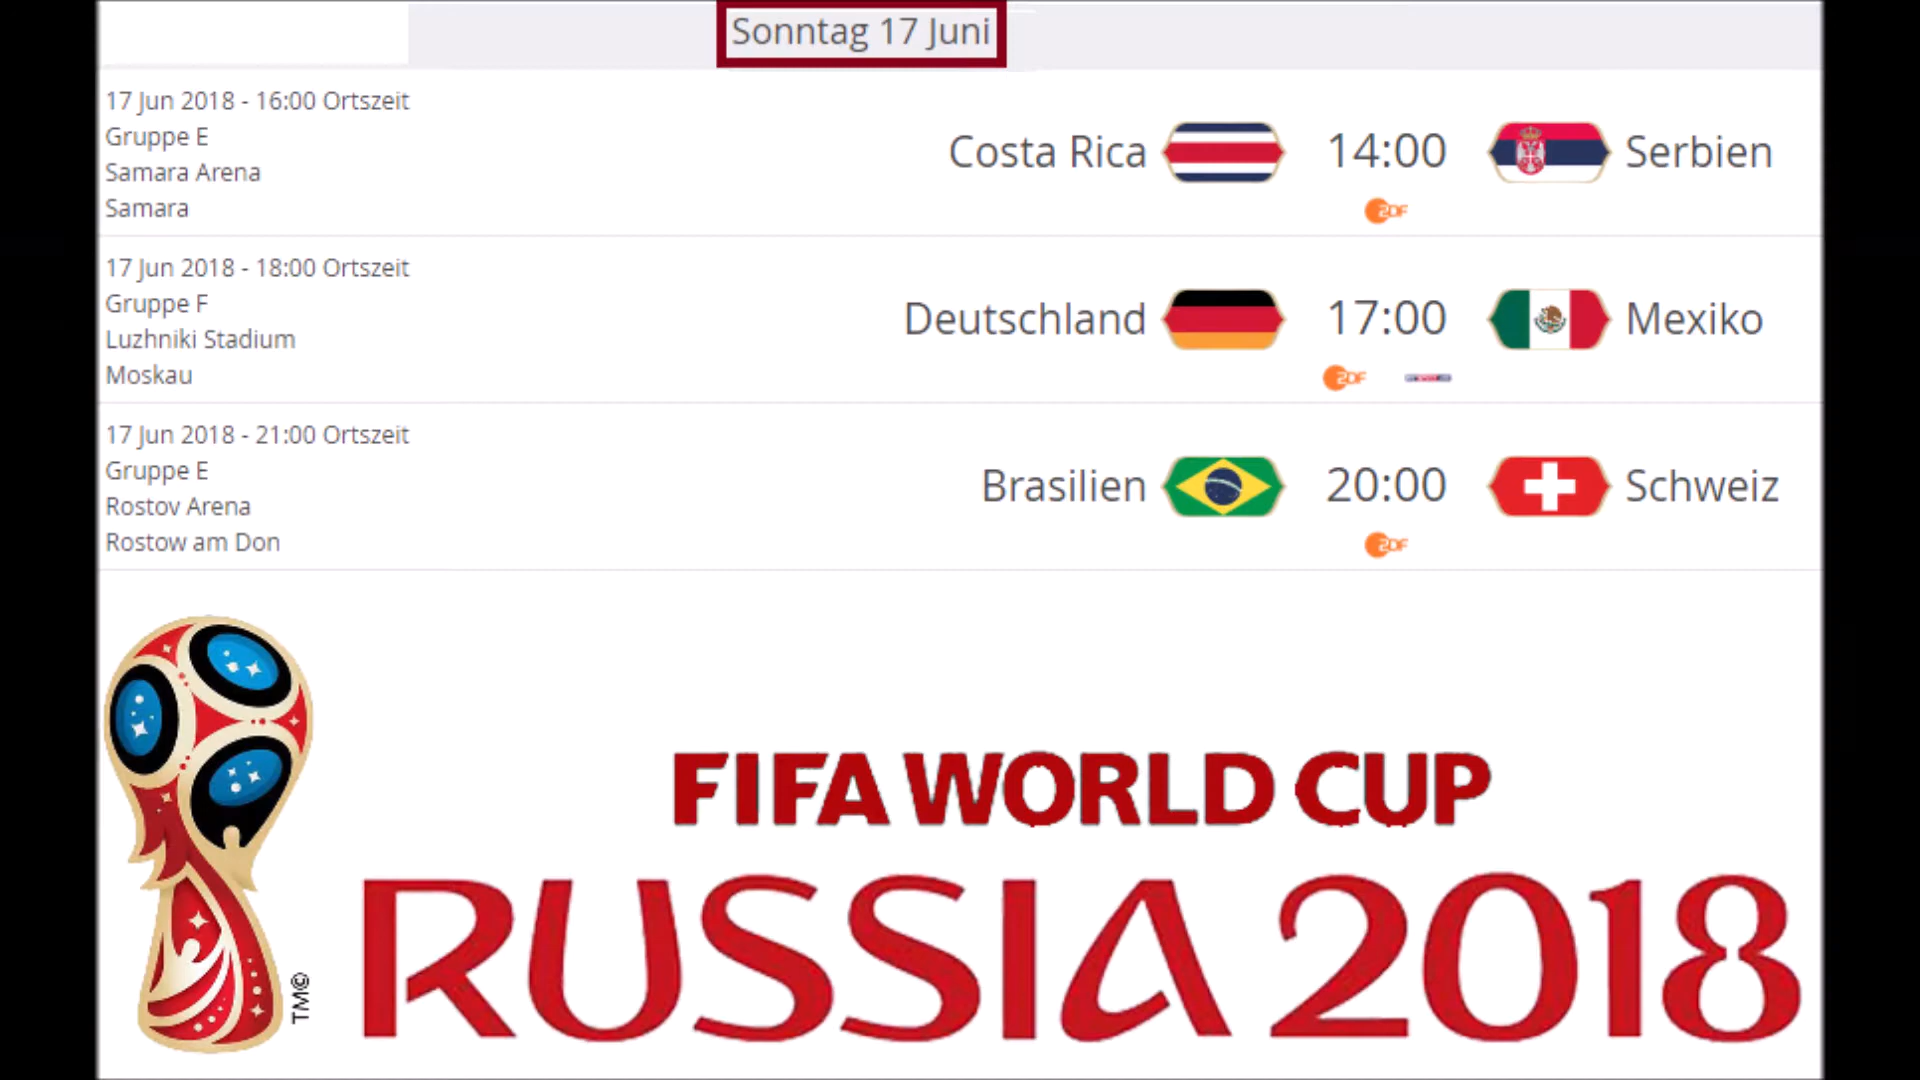 Sonntag 17 Juni
17 Jun 2018 - 16:00 Ortszeit
Gruppe E
Samara Arena
Samara
Costa Rica 14:00 Serbien
ZDF
17 Jun 2018 - 18:00 Ortszeit
Gruppe F
Luzhniki Stadium
Moskau
Deutschland 17:00 Mexiko
ZDF
17 Jun 2018 - 21:00 Ortszeit
Gruppe E
Rostov Arena
Rostow am Don
Brasilien 20:00 Schweiz
ZDF
FIFA WORLD CUP
RUSSIA 2018
TM©